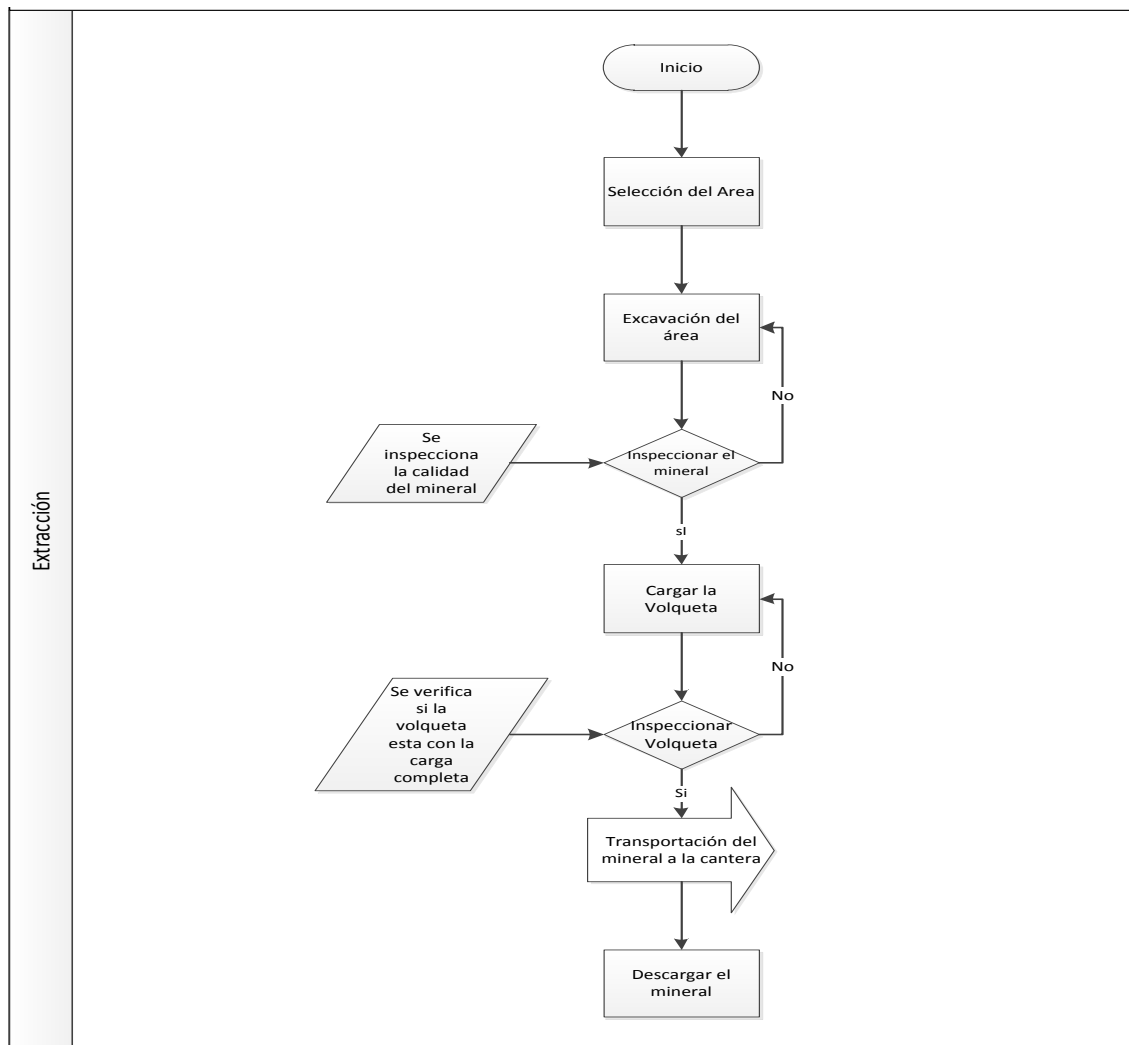 Extracción
Inicio
Selección del Area
Excavación del
área
No
Se
inspecciona
la calidad
del mineral
Inspeccionar el
mineral
sI
Cargar la
Volqueta
No
Se verifica
si la
volqueta
esta con la
carga
completa
Inspeccionar
Volqueta
Si
Transportación del
mineral a la cantera
Descargar el
mineral